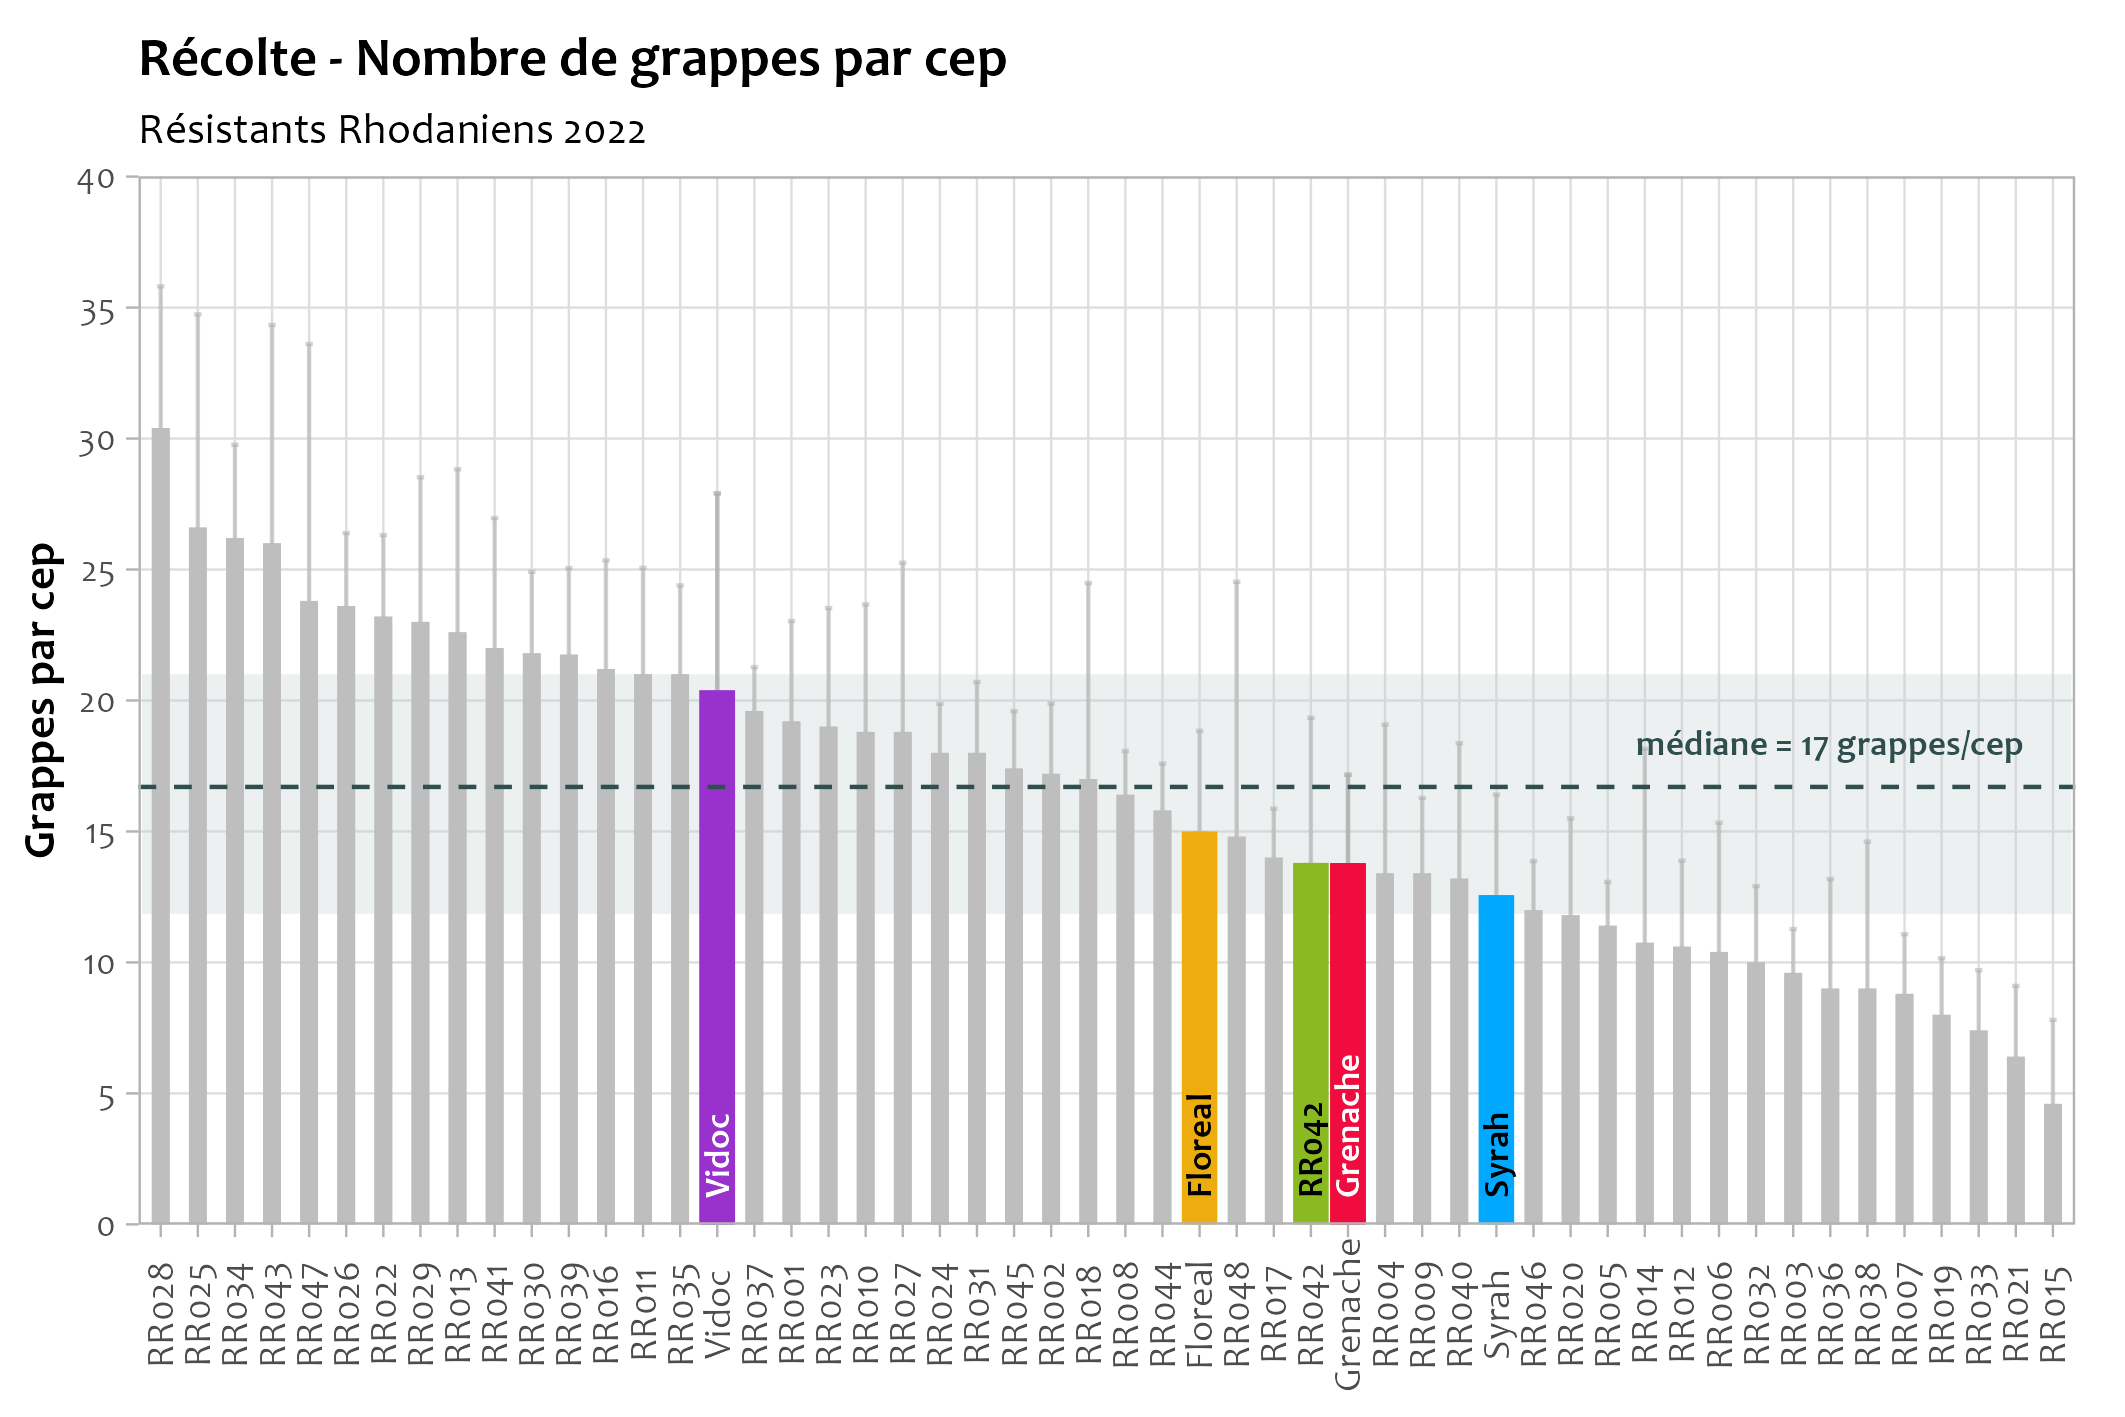 Récolte - Nombre de grappes par cep
Résistants Rhodaniens 2022
Grappes par cep
40
35
30
25
20
15
10
5
0
médiane = 17 grappes/cep
Vidoc
Floreal
RR042
Grenache
Syrah
RR028
RR025
RR034
RR043
RR047
RR026
RR022
RR029
RR013
RR041
RR030
RR039
RR016
RR011
RR035
Vidoc
RR037
RR001
RR023
RR010
RR027
RR024
RR031
RR045
RR002
RR018
RR008
RR044
Floreal
RR048
RR017
RR042
Grenache
RR004
RR009
RR040
Syrah
RR046
RR020
RR005
RR014
RR012
RR006
RR032
RR003
RR036
RR038
RR007
RR019
RR033
RR021
RR015